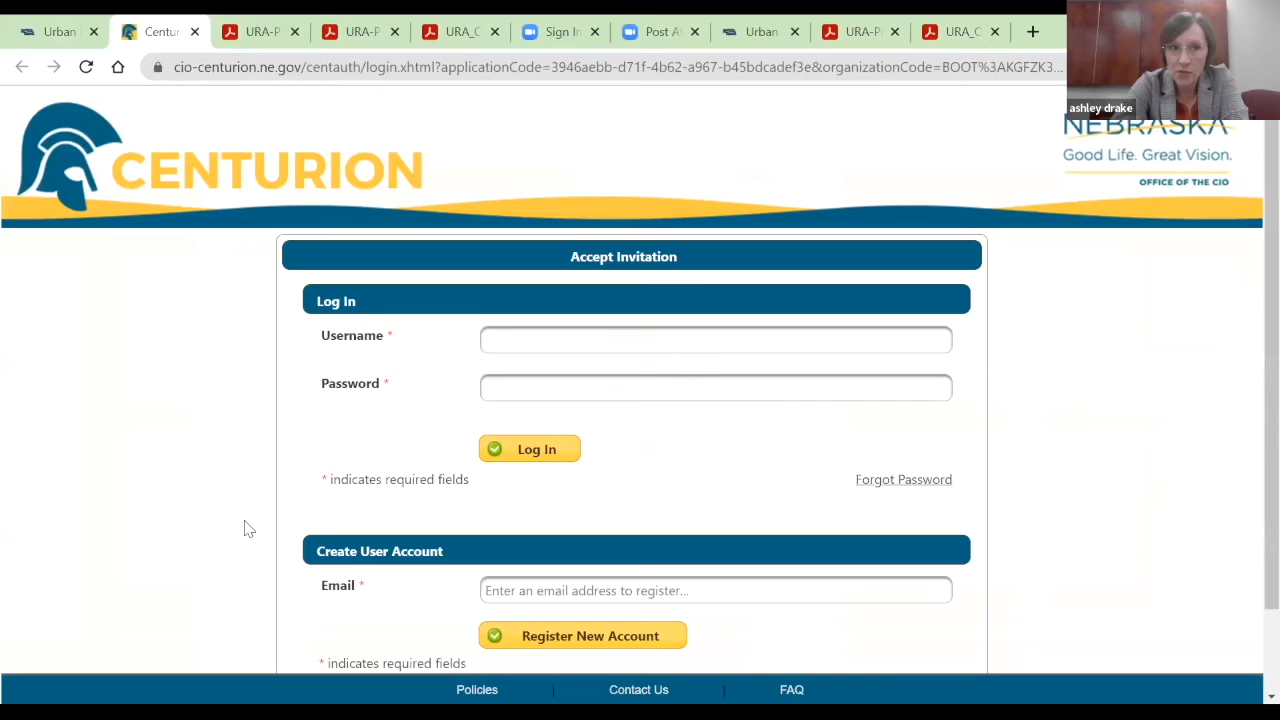 Urban
Centur
URA-P
URA-P
URA_C
Sign In
Post At
Urban
URA-P
URA_C
cio-centurion.ne.gov/centauth/login.xhtml?applicationCode=3946aebb-d71f-4b62-a967-b45bdcadef3e&organizationCode=BOOT%3AKGFZK3...
ashley drake
CENTURION
NEBRASKA
Good Life. Great Vision.
OFFICE OF THE CIO
Accept Invitation
Log In
Username *
Password *
Log In
* indicates required fields
Forgot Password
Create User Account
Email *
Enter an email address to register...
Register New Account
* indicates required fields
Policies
Contact Us
FAQ